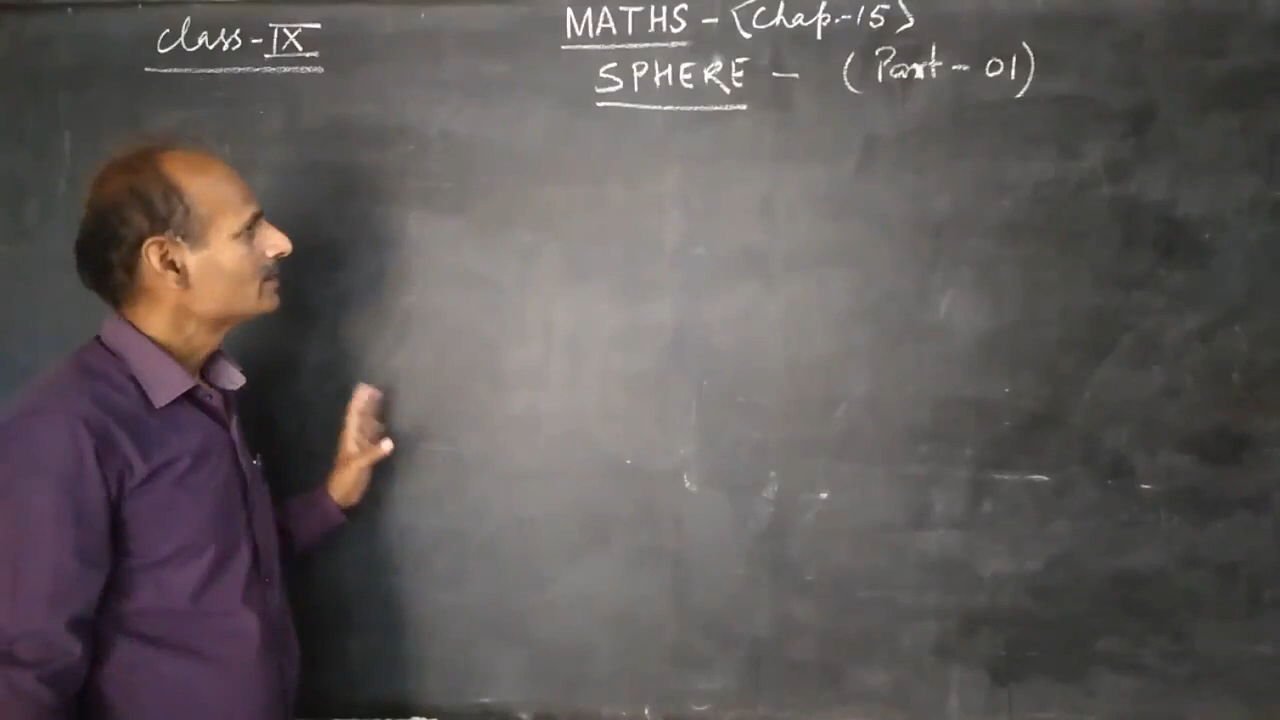 class-IX
MATHS - {Chap.-15}
SPHERE - (Part-01)